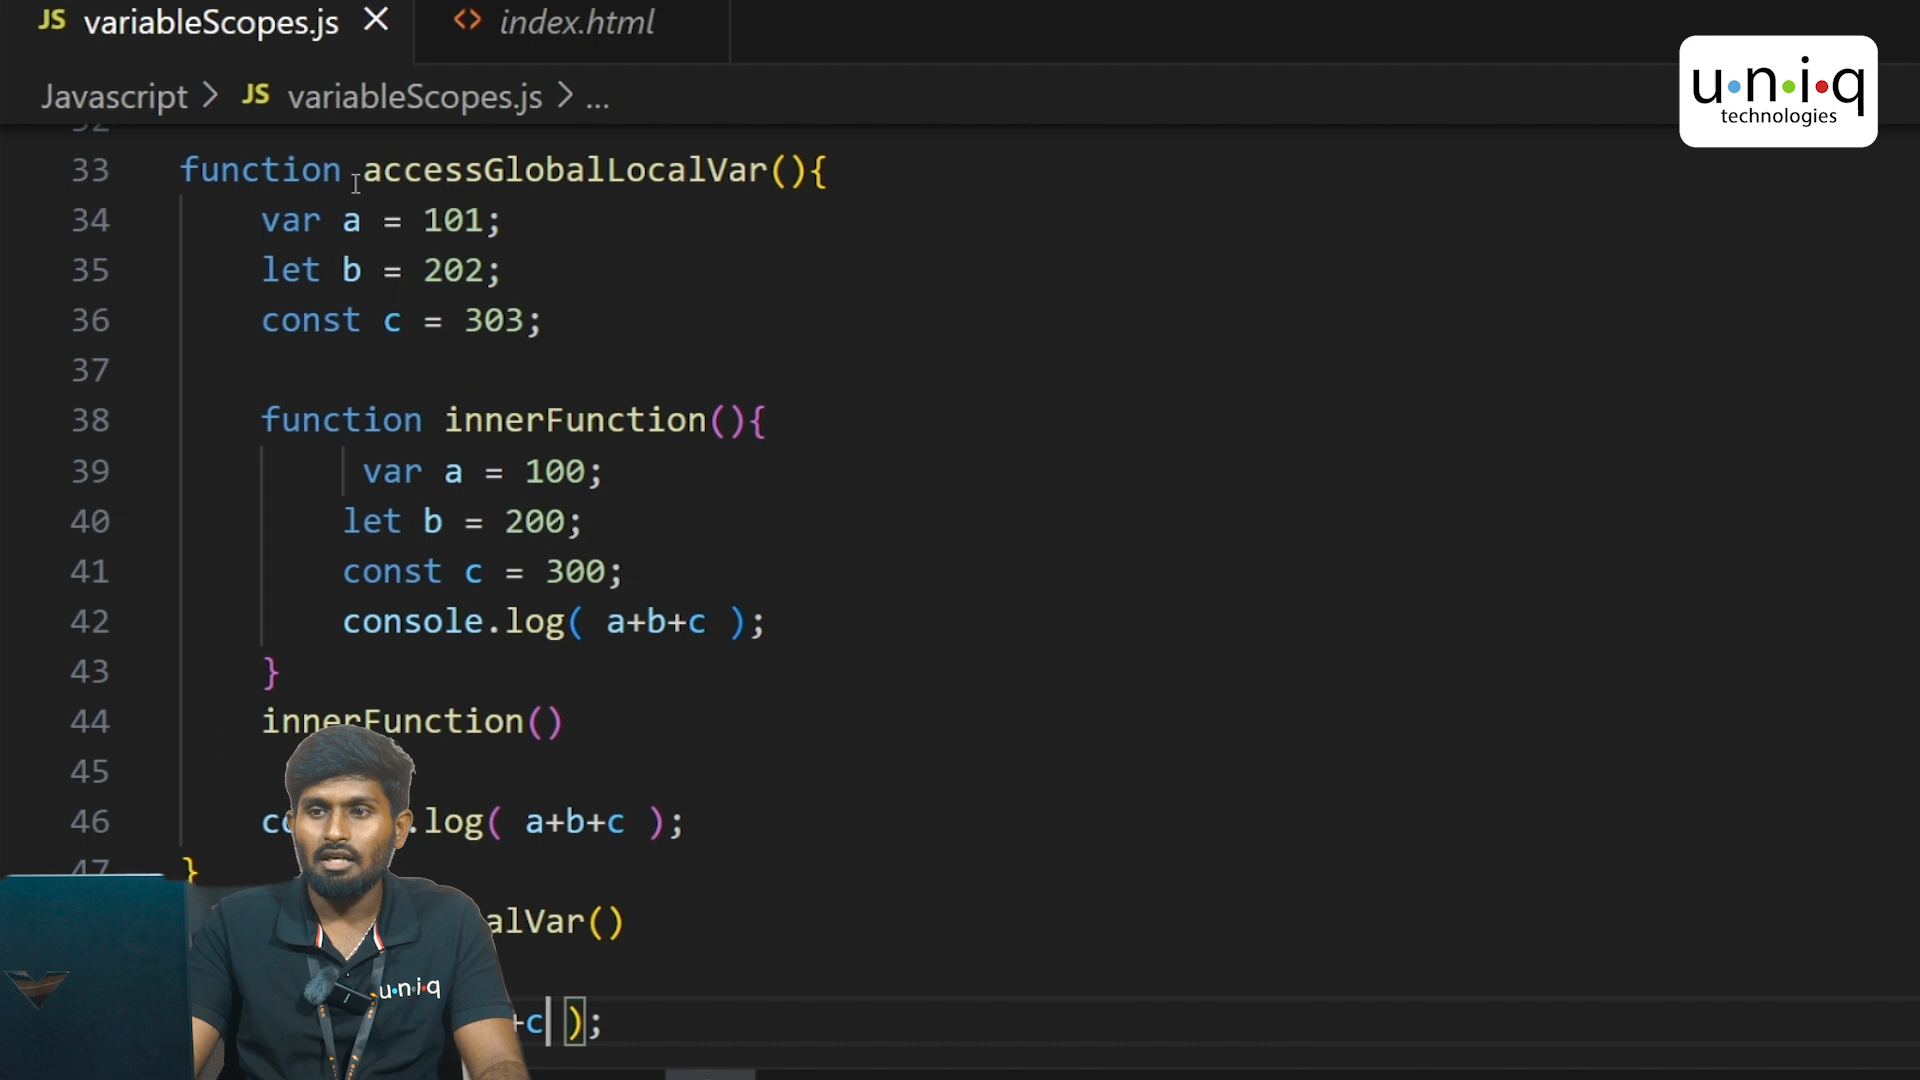 JS variableScopes.js × <> index.html
u·n·i·q
technologies
Javascript > JS variableScopes.js > ...
32
33 function accessGlobalLocalVar(){
34 var a = 101;
35 let b = 202;
36 const c = 303;
37
38 function innerFunction(){
39 var a = 100;
40 let b = 200;
41 const c = 300;
42 console.log( a+b+c );
43 }
44 innerFunction()
45
46 .log( a+b+c );
47 }
alVar()
+c );
u·n·i·q